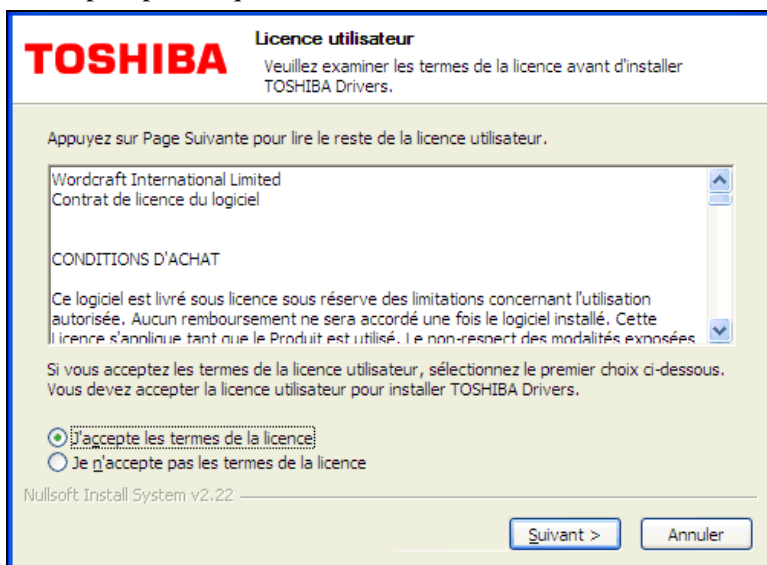 TOSHIBA
Licence utilisateur
Veuillez examiner les termes de la licence avant d'installer
TOSHIBA Drivers.
Appuyez sur Page Suivante pour lire le reste de la licence utilisateur.
Wordcraft International Limited
Contrat de licence du logiciel
CONDITIONS D'ACHAT
Ce logiciel est livré sous licence sous réserve des limitations concernant l'utilisation
autorisée. Aucun remboursement ne sera accordé une fois le logiciel installé. Cette
Licence s'applique tant que le Produit est utilisé. Le non-respect des modalités exposées
Si vous acceptez les termes de la licence utilisateur, sélectionnez le premier choix ci-dessous.
Vous devez accepter la licence utilisateur pour installer TOSHIBA Drivers.
J'accepte les termes de la licence
Je n'accepte pas les termes de la licence
Nullsoft Install System v2.22
Suivant >
Annuler